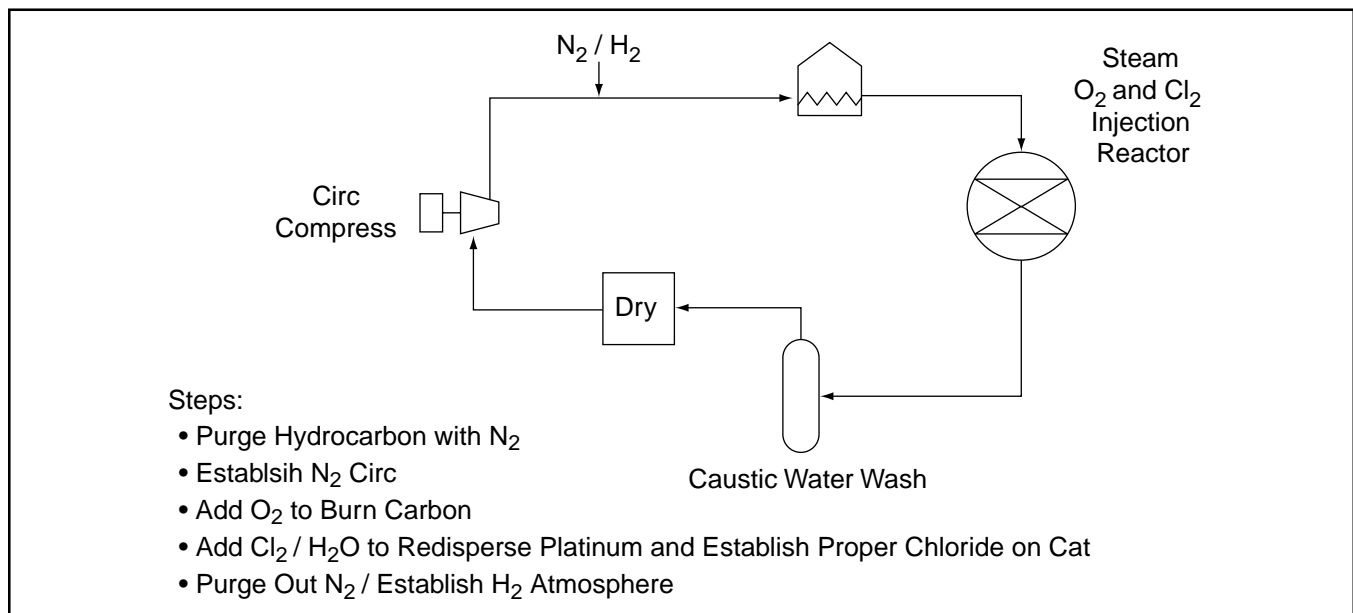 N2 / H2
Steam
O2 and Cl2
Injection
Reactor
Circ
Compress
Dry
Caustic Water Wash
Steps:
• Purge Hydrocarbon with N2
• Establsih N2 Circ
• Add O2 to Burn Carbon
• Add Cl2 / H2O to Redisperse Platinum and Establish Proper Chloride on Cat
• Purge Out N2 / Establish H2 Atmosphere